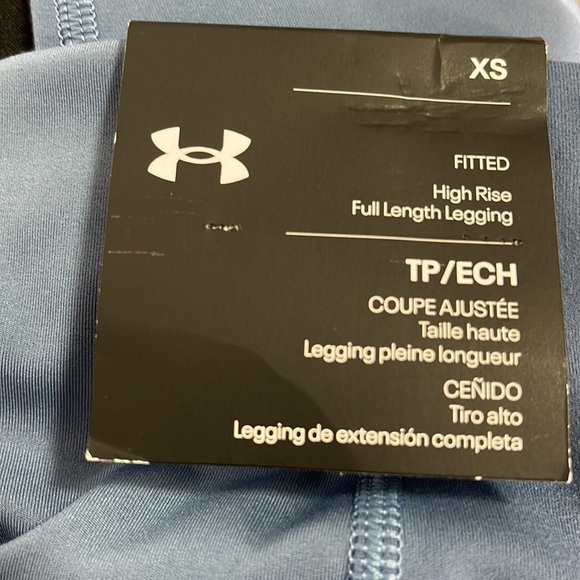 XS
FITTED
High Rise
Full Length Legging
TP/ECH
COUPE AJUSTÉE
Taille haute
Legging pleine longueur
CEÑIDO
Tiro alto
Legging de extensión completa